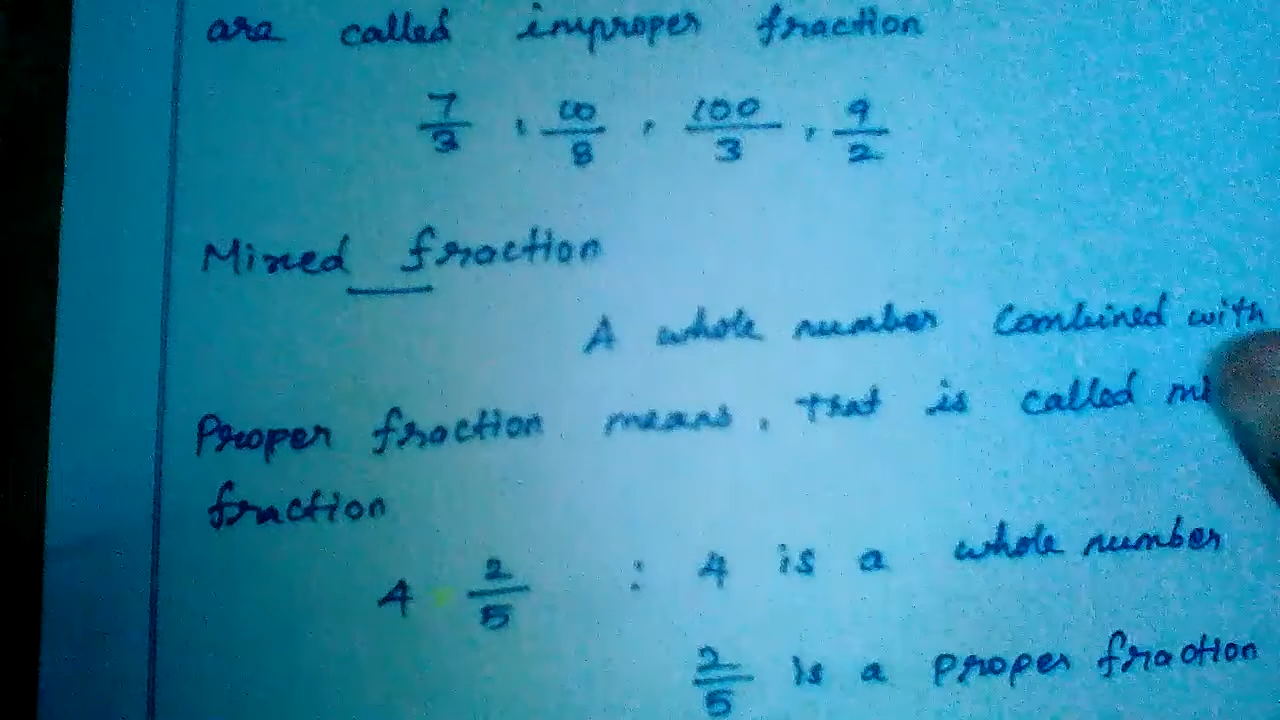 are called improper fraction
7/3 , 10/8 , 100/3 , 9/2
Mixed fraction
A whole number combined with
Proper fraction means, that is called mi
fraction
4 2/5 : 4 is a whole number
2/5 is a proper fraction